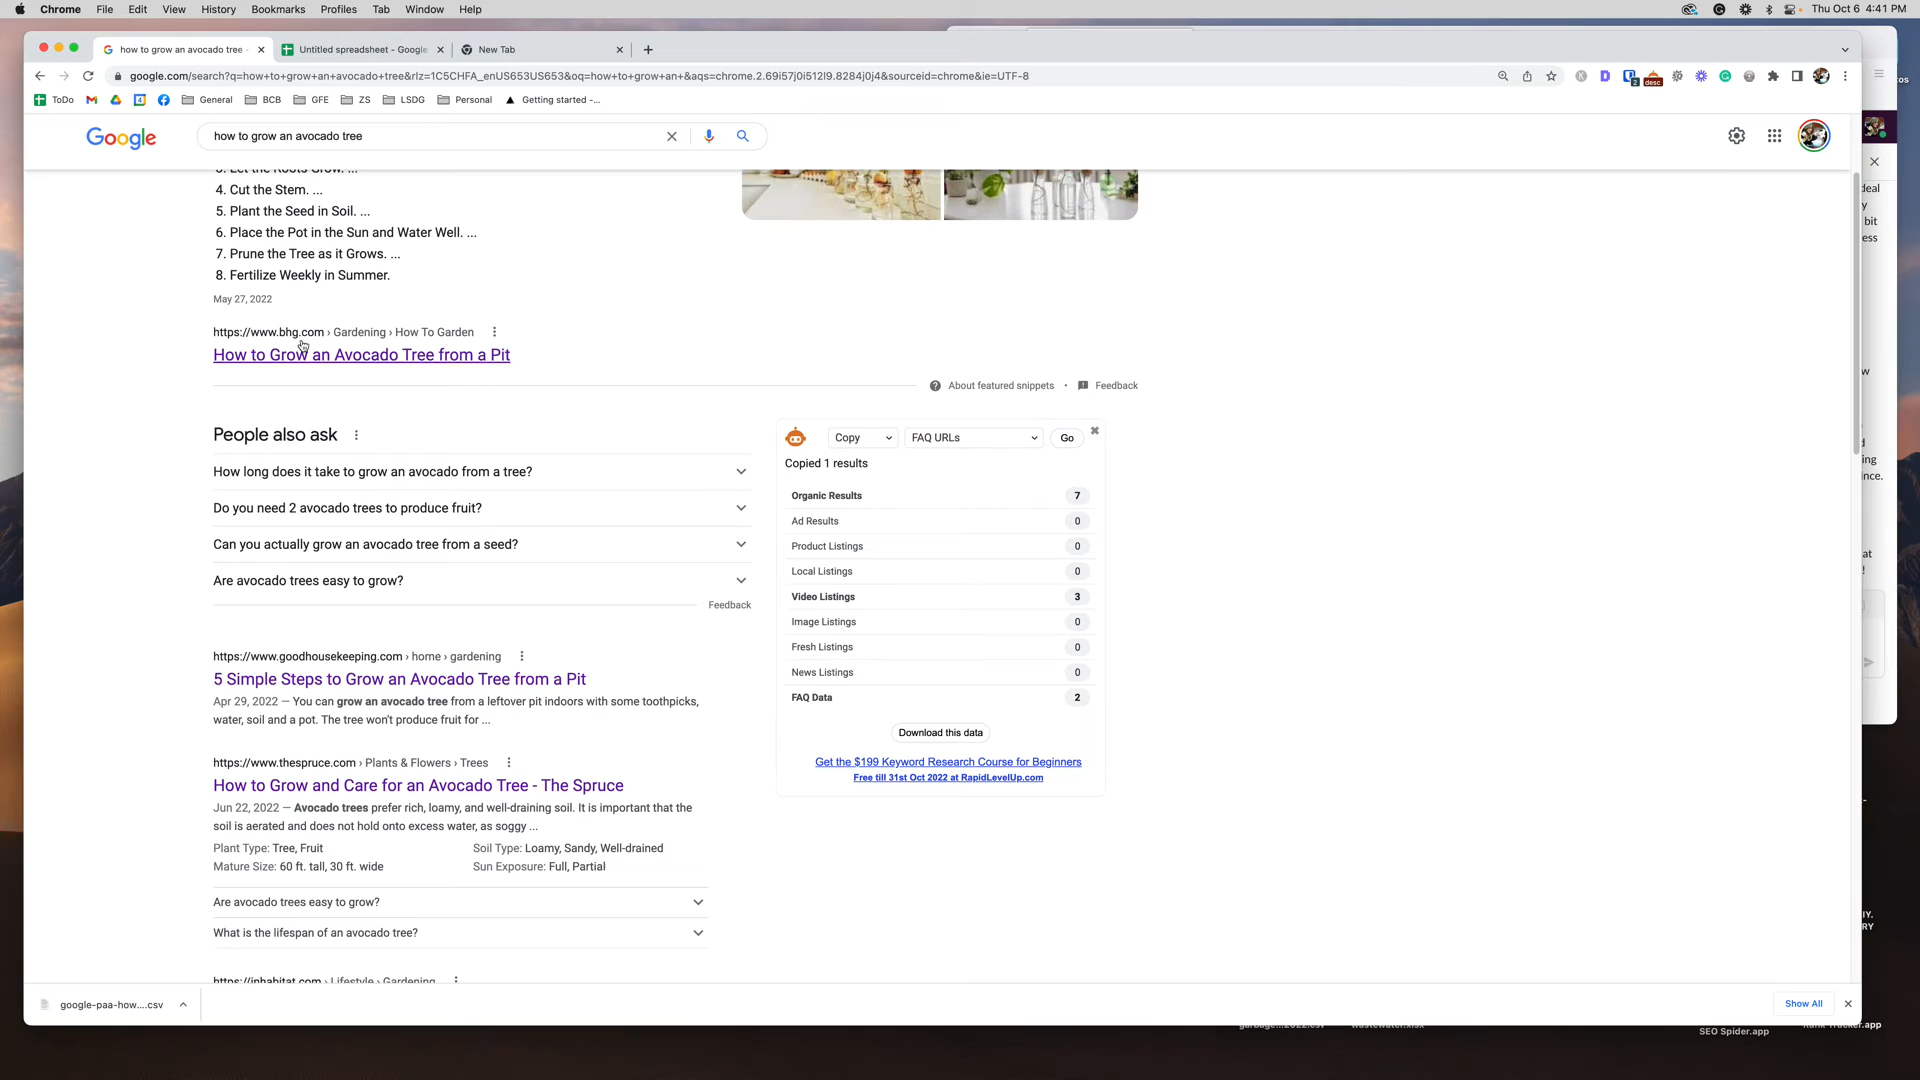 Chrome File Edit View History Bookmarks Profiles Tab Window Help
Thu Oct 6 4:41 PM
how to grow an avocado tree -
Untitled spreadsheet - Google
New Tab
google.com/search?q=how+to+grow+an+avocado+tree&rlz=1C5CHFA_enUS653US653&oq=how+to+grow+an+&aqs=chrome.2.69i57j0i512l9.8284j0j4&sourceid=chrome&ie=UTF-8
2
desc
ToDo General BCB GFE ZS LSDG Personal Getting started -...
Google
how to grow an avocado tree
3. Let the Roots Grow. ...
4. Cut the Stem. ...
5. Plant the Seed in Soil. ...
6. Place the Pot in the Sun and Water Well. ...
7. Prune the Tree as it Grows. ...
8. Fertilize Weekly in Summer.
May 27, 2022
https://www.bhg.com › Gardening › How To Garden
How to Grow an Avocado Tree from a Pit
About featured snippets • Feedback
People also ask
How long does it take to grow an avocado from a tree?
Do you need 2 avocado trees to produce fruit?
Can you actually grow an avocado tree from a seed?
Are avocado trees easy to grow?
Feedback
Copy FAQ URLs Go
Copied 1 results
Organic Results 7
Ad Results 0
Product Listings 0
Local Listings 0
Video Listings 3
Image Listings 0
Fresh Listings 0
News Listings 0
FAQ Data 2
Download this data
Get the $199 Keyword Research Course for Beginners
Free till 31st Oct 2022 at RapidLevelUp.com
https://www.goodhousekeeping.com › home › gardening
5 Simple Steps to Grow an Avocado Tree from a Pit
Apr 29, 2022 — You can grow an avocado tree from a leftover pit indoors with some toothpicks,
water, soil and a pot. The tree won't produce fruit for ...
https://www.thespruce.com › Plants & Flowers › Trees
How to Grow and Care for an Avocado Tree - The Spruce
Jun 22, 2022 — Avocado trees prefer rich, loamy, and well-draining soil. It is important that the
soil is aerated and does not hold onto excess water, as soggy ...
Plant Type: Tree, Fruit Soil Type: Loamy, Sandy, Well-drained
Mature Size: 60 ft. tall, 30 ft. wide Sun Exposure: Full, Partial
Are avocado trees easy to grow?
What is the lifespan of an avocado tree?
https://inhabitat.com › Lifestyle › Gardening
google-paa-how....csv
Show All
SEO Spider.app